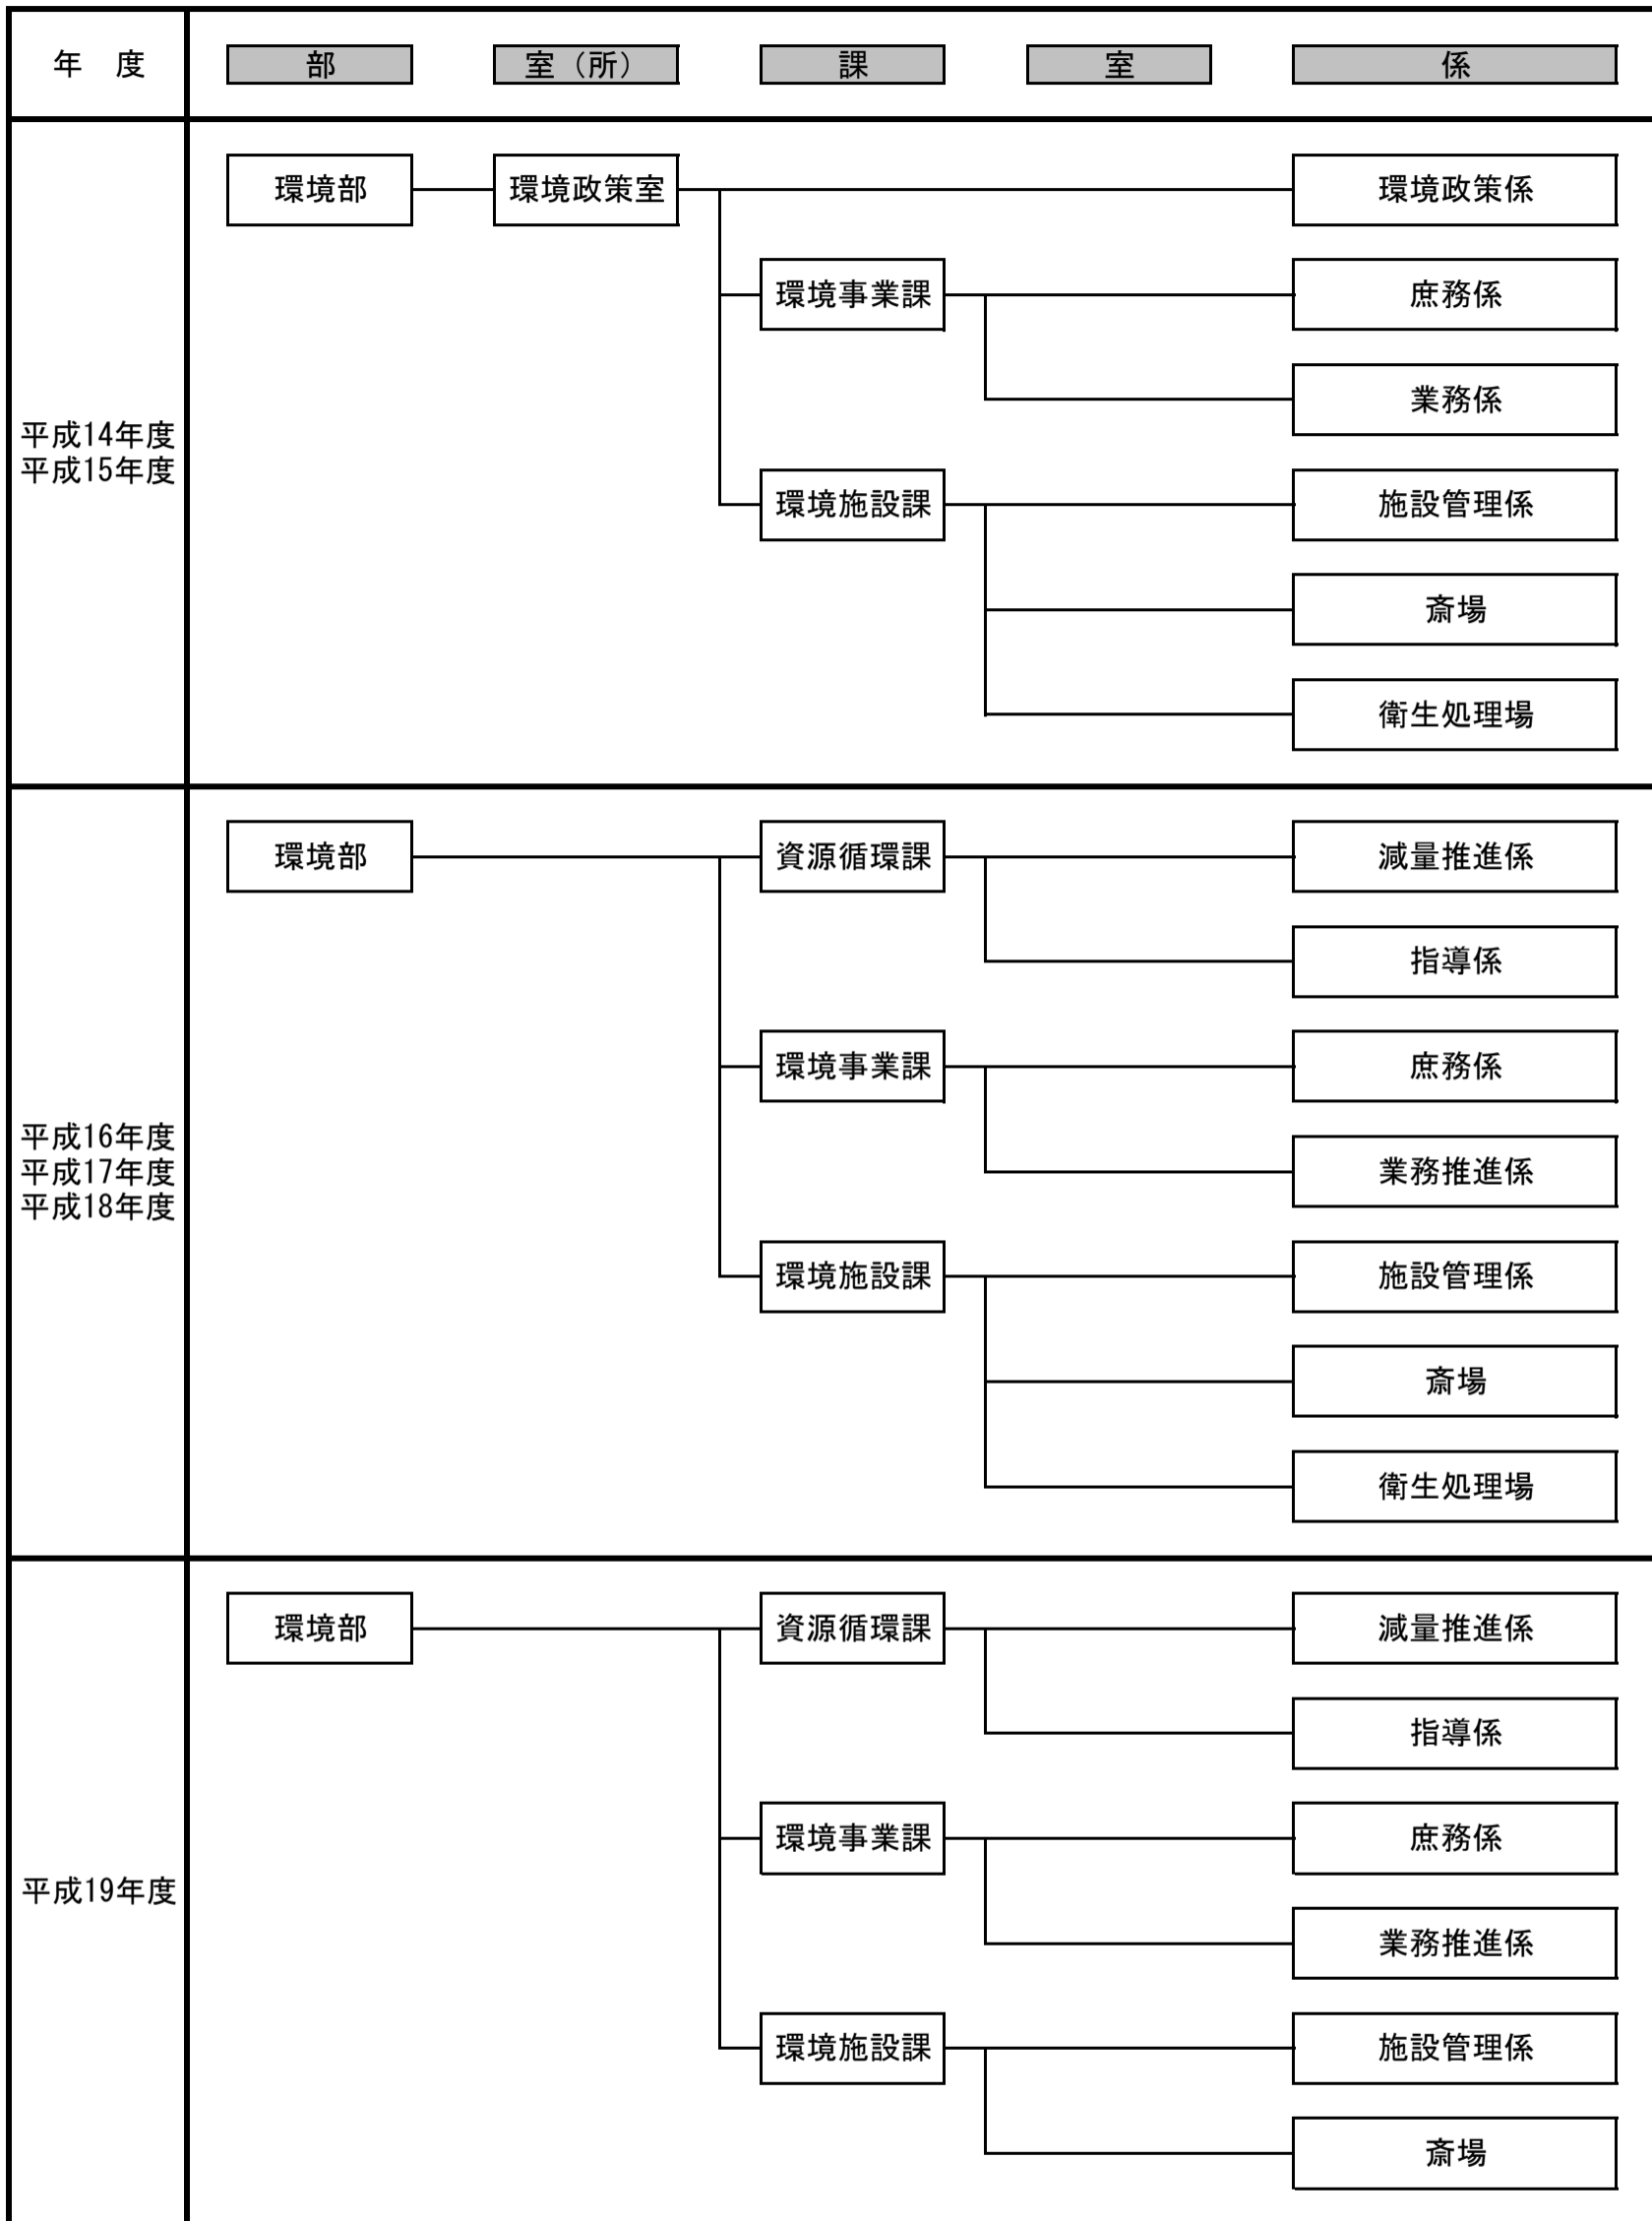 年　度　部　室（所）　課　室　係
環境部　環境政策室　環境政策係
環境事業課　庶務係
業務係
平成14年度
平成15年度
環境施設課　施設管理係
斎場
衛生処理場
環境部　資源循環課　減量推進係
指導係
環境事業課　庶務係
平成16年度
平成17年度
平成18年度
業務推進係
環境施設課　施設管理係
斎場
衛生処理場
環境部　資源循環課　減量推進係
指導係
環境事業課　庶務係
平成19年度
業務推進係
環境施設課　施設管理係
斎場